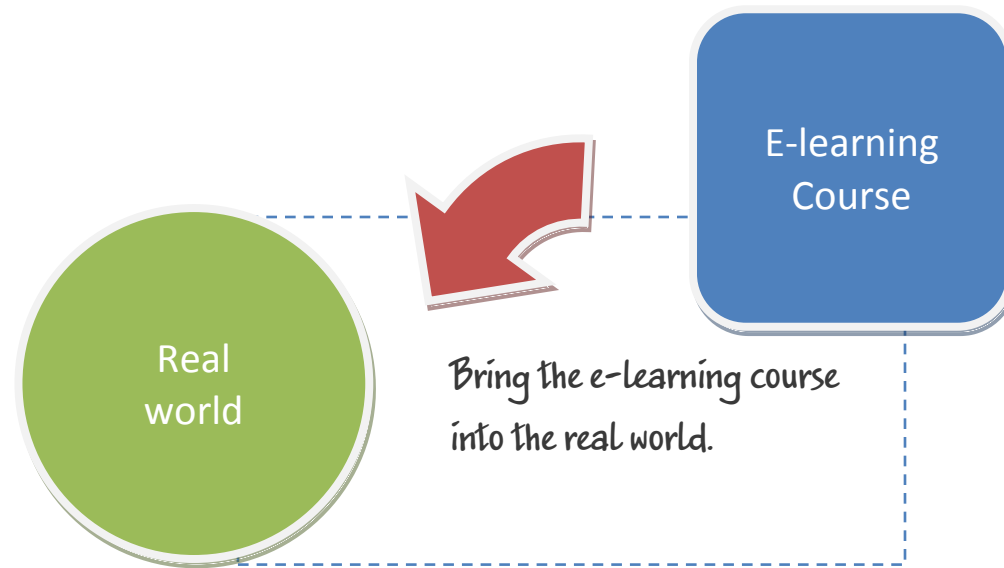 E-learning
Course
Real
world
Bring the e-learning course
into the real world.